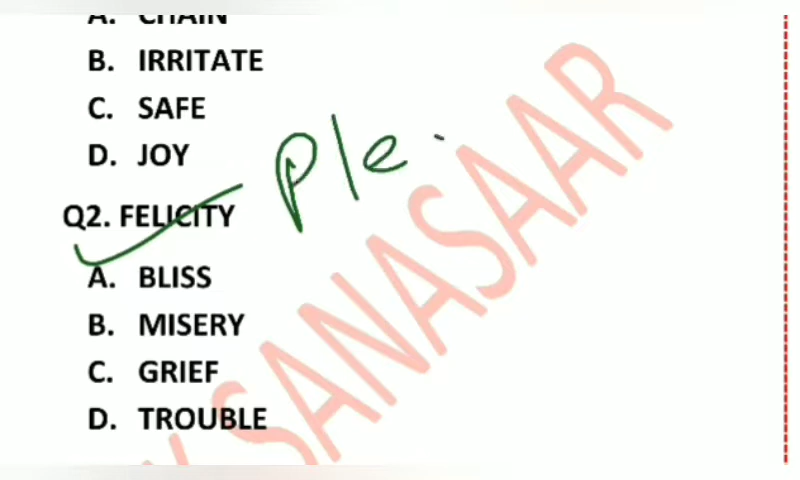 A. CHAIN
B. IRRITATE
C. SAFE
D. JOY
Ple
Q2. FELICITY
A. BLISS
B. MISERY
C. GRIEF
D. TROUBLE
SANASAAR